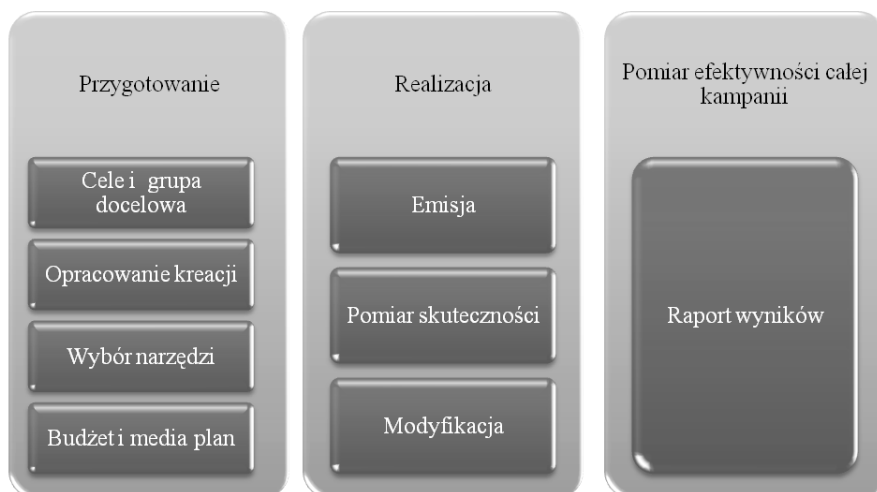 Przygotowanie
Cele i grupa
docelowa
Opracowanie kreacji
Wybór narzędzi
Budżet i media plan
Realizacja
Emisja
Pomiar skuteczności
Modyfikacja
Pomiar efektywności całej
kampanii
Raport wyników